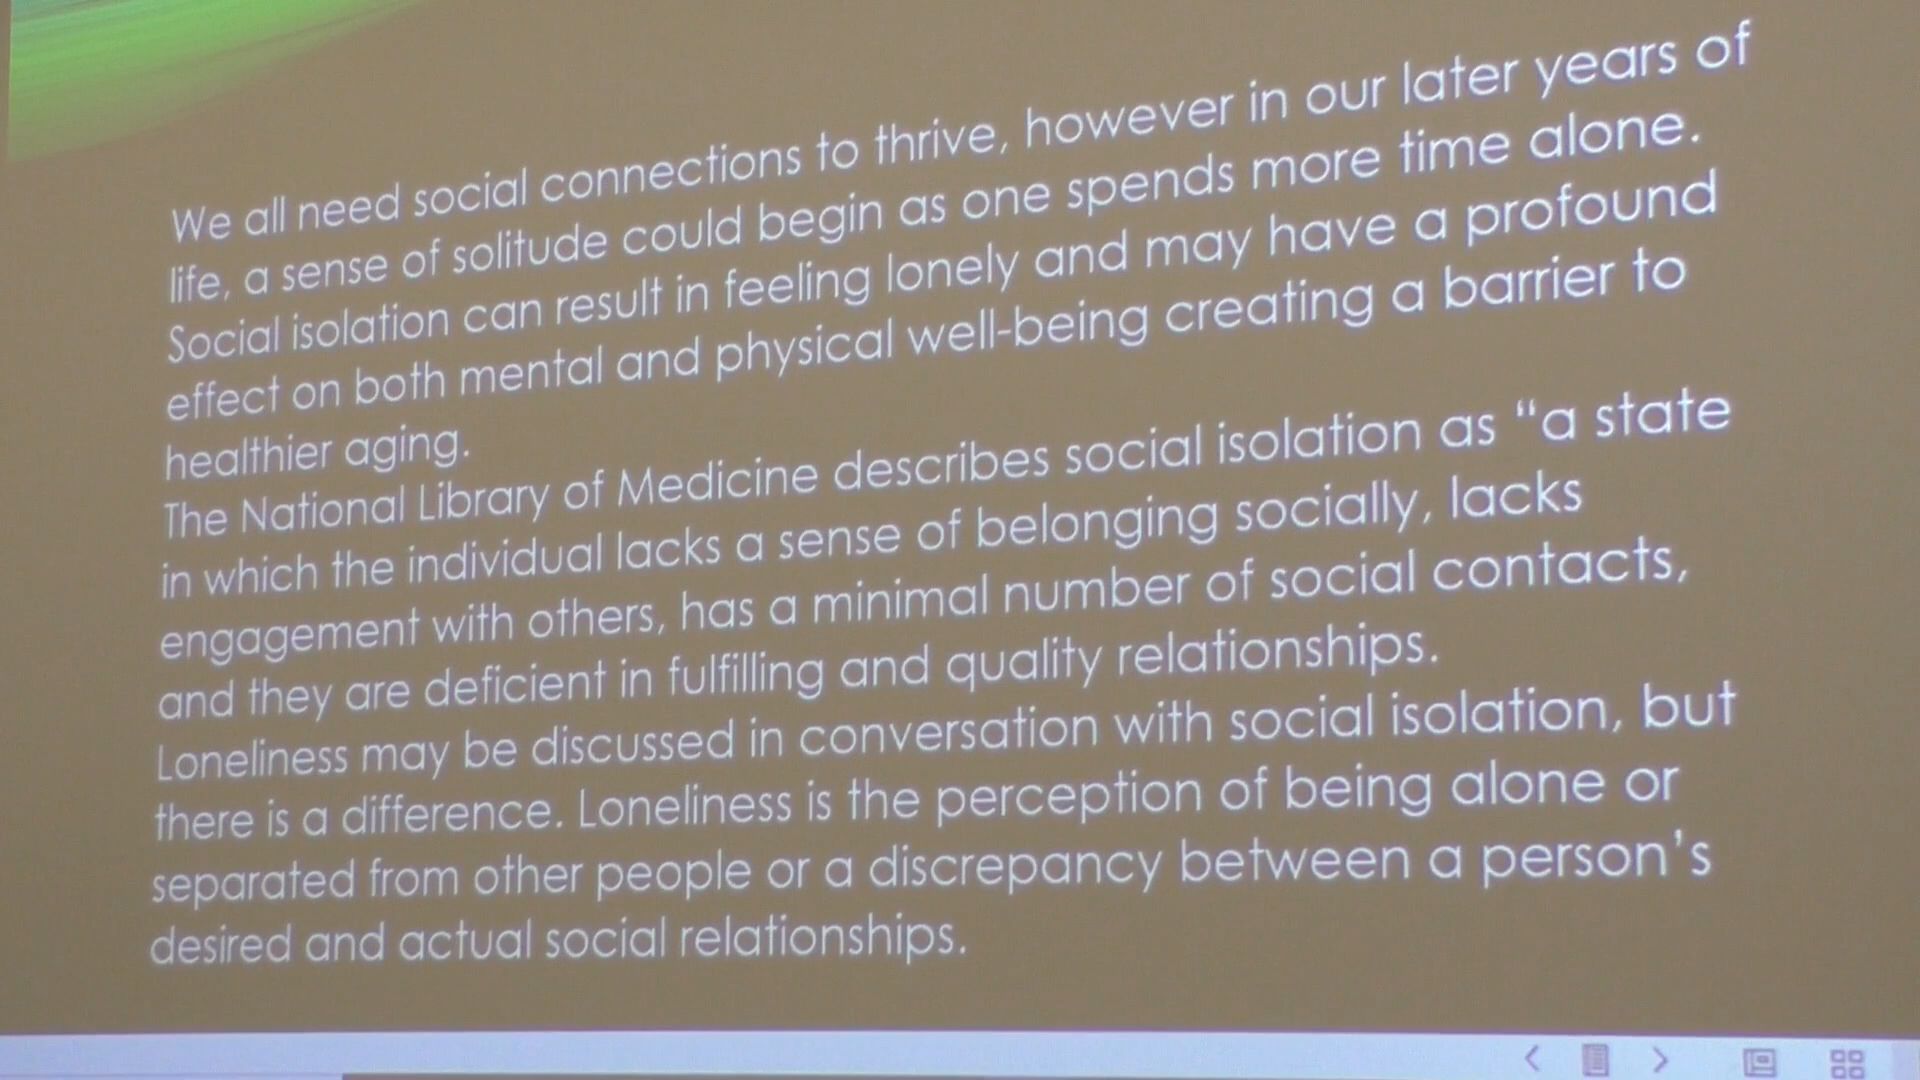 We all need social connections to thrive, however in our later years of
life, a sense of solitude could begin as one spends more time alone.
Social isolation can result in feeling lonely and may have a profound
effect on both mental and physical well-being creating a barrier to
healthier aging.
The National Library of Medicine describes social isolation as “a state
in which the individual lacks a sense of belonging socially, lacks
engagement with others, has a minimal number of social contacts,
and they are deficient in fulfilling and quality relationships.
Loneliness may be discussed in conversation with social isolation, but
there is a difference. Loneliness is the perception of being alone or
separated from other people or a discrepancy between a person’s
desired and actual social relationships.